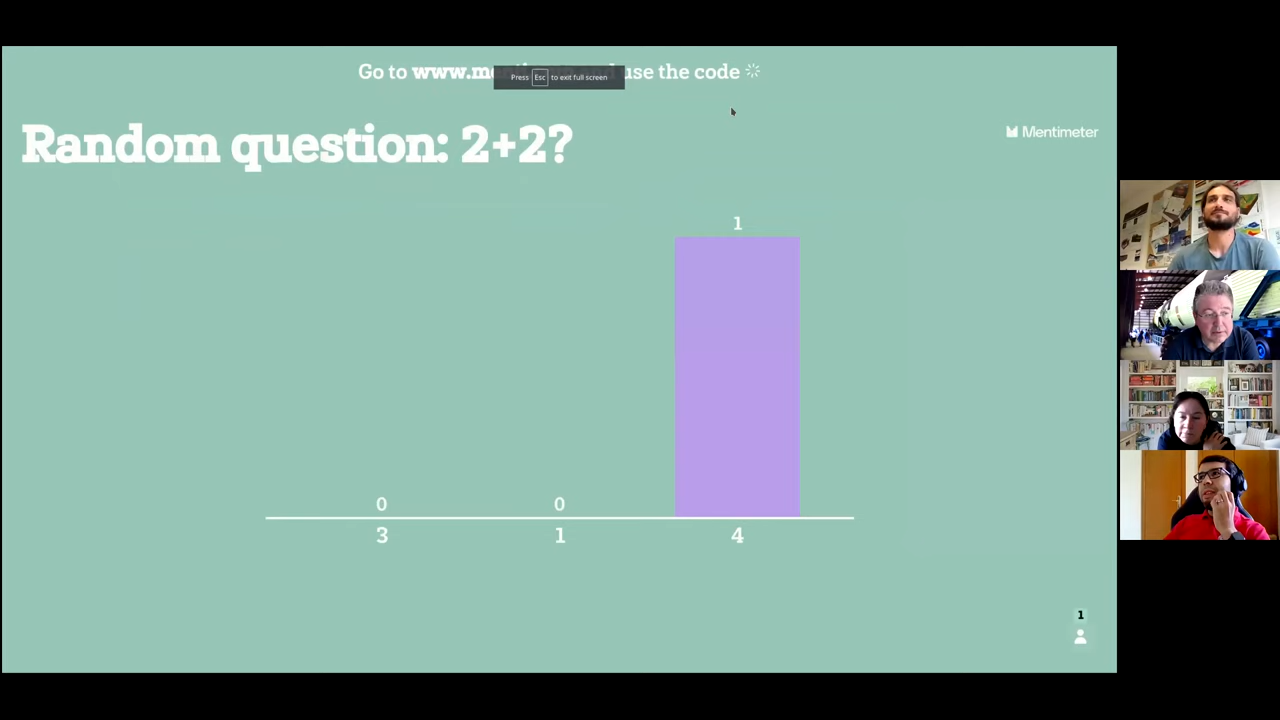 Go to www.me use the code
Press Esc to exit full screen
Random question: 2+2?
Mentimeter
1
0
0
3
1
4
1